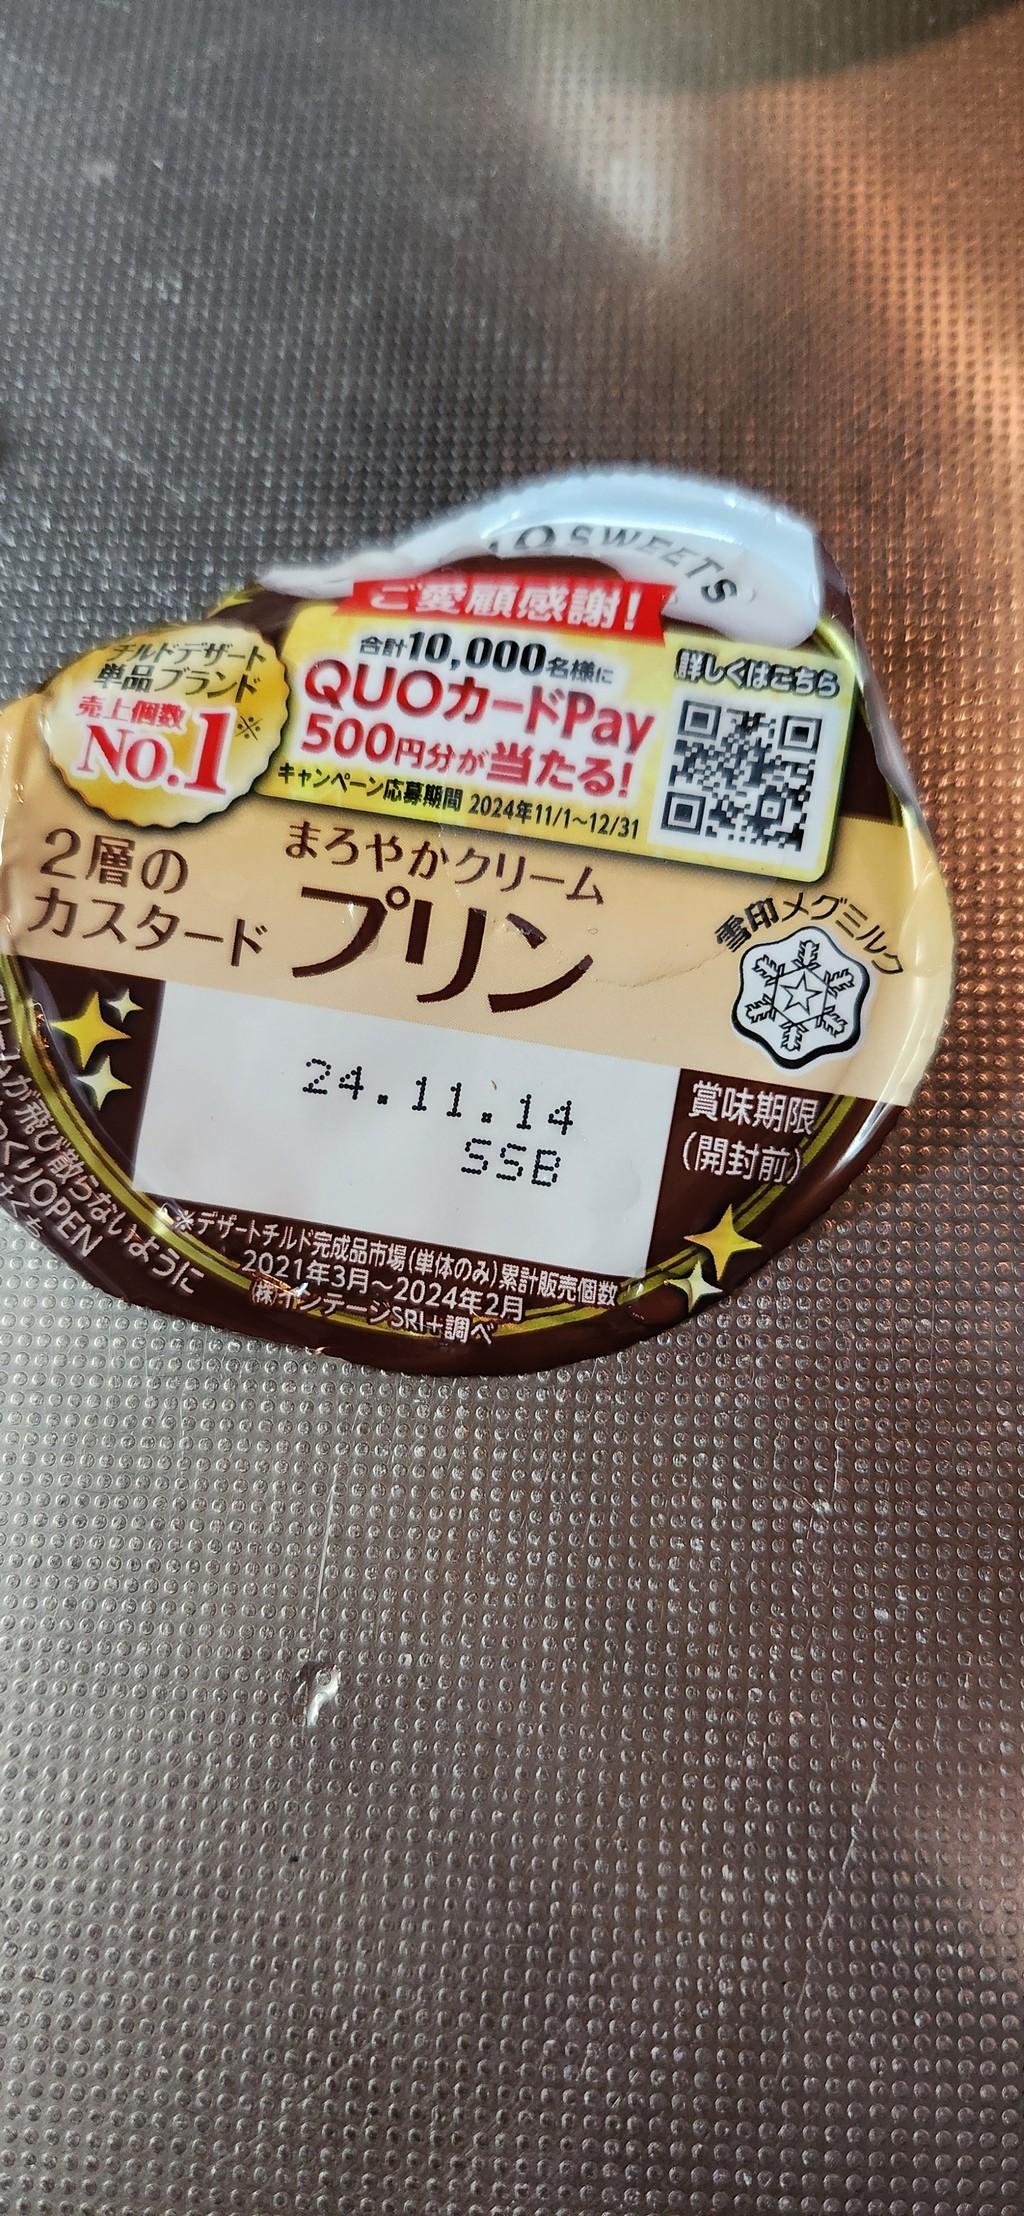 SWEETS
ご愛顧感謝!
合計10,000名様に
QUOカードPay
500円分が当たる!
キャンペーン応募期間 2024年11/1~12/31
詳しくはこちら
チルドデザート
単品ブランド
売上個数※
No.1
2層の
カスタード
まろやかクリーム
プリン
雪印メグミルク
24.11.14
SSB
賞味期限
(開封前)
※デザートチルド完成品市場(単体のみ)累計販売個数
2021年3月~2024年2月
(株)インテージSRI+調べ
が飛び散らないように
OPEN